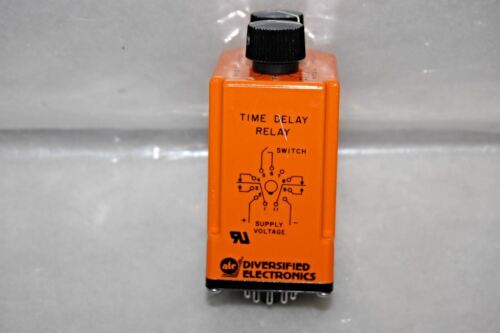 TIME DELAY
RELAY
SWITCH
+
-
SUPPLY
VOLTAGE
DIVERSIFIED
ELECTRONICS